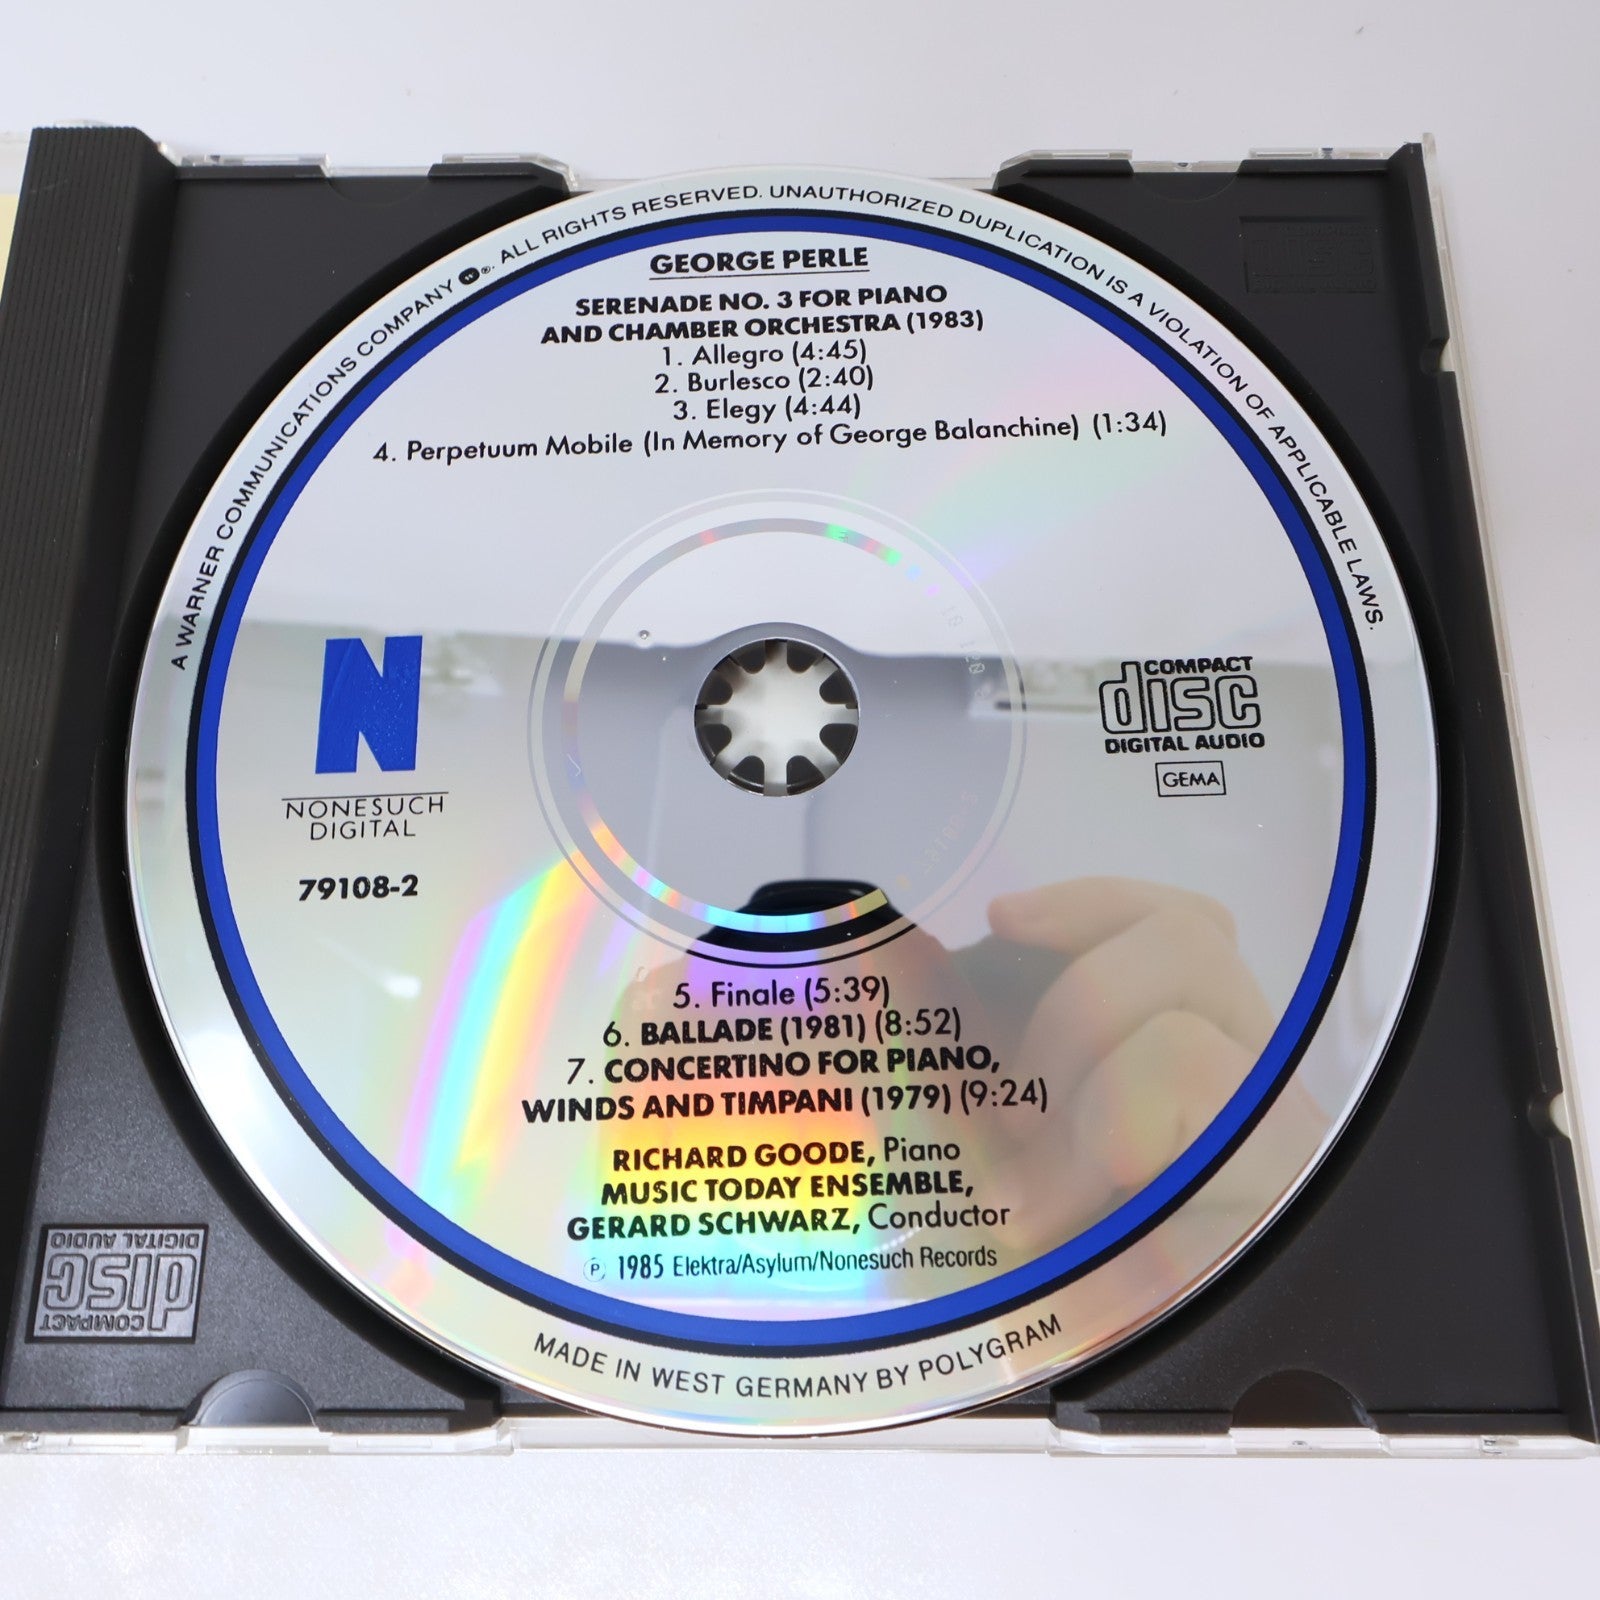 A WARNER COMMUNICATIONS COMPANY ®. ALL RIGHTS RESERVED. UNAUTHORIZED DUPLICATION IS A VIOLATION OF APPLICABLE LAWS.
GEORGE PERLE
SERENADE NO. 3 FOR PIANO
AND CHAMBER ORCHESTRA (1983)
1. Allegro (4:45)
2. Burlesco (2:40)
3. Elegy (4:44)
4. Perpetuum Mobile (In Memory of George Balanchine) (1:34)
N
NONESUCH
DIGITAL
79108-2
COMPACT
disc
DIGITAL AUDIO
GEMA
5. Finale (5:39)
6. BALLADE (1981) (8:52)
7. CONCERTINO FOR PIANO,
WINDS AND TIMPANI (1979) (9:24)
RICHARD GOODE, Piano
MUSIC TODAY ENSEMBLE,
GERARD SCHWARZ, Conductor
℗ 1985 Elektra/Asylum/Nonesuch Records
MADE IN WEST GERMANY BY POLYGRAM
COMPACT
disc
DIGITAL AUDIO